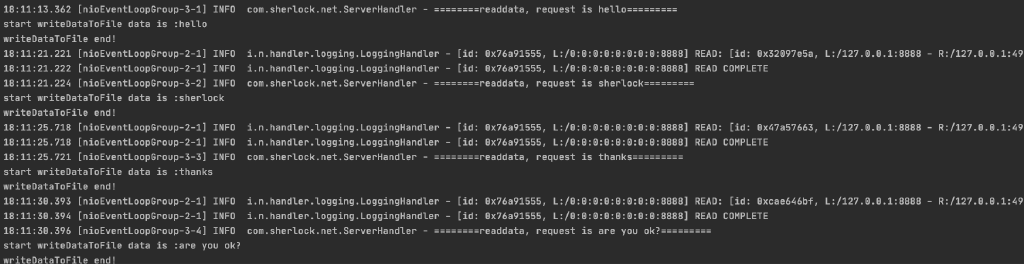 18:11:13.362 [nioEventLoopGroup-3-1] INFO  com.sherlock.net.ServerHandler - ========readdata, request is hello=========
start writeDataToFile data is :hello
writeDataToFile end!
18:11:21.221 [nioEventLoopGroup-2-1] INFO  i.n.handler.logging.LoggingHandler - [id: 0x76a91555, L:/0:0:0:0:0:0:0:0:8888] READ: [id: 0x32097e5a, L:/127.0.0.1:8888 - R:/127.0.0.1:49
18:11:21.222 [nioEventLoopGroup-2-1] INFO  i.n.handler.logging.LoggingHandler - [id: 0x76a91555, L:/0:0:0:0:0:0:0:0:8888] READ COMPLETE
18:11:21.224 [nioEventLoopGroup-3-2] INFO  com.sherlock.net.ServerHandler - ========readdata, request is sherlock=========
start writeDataToFile data is :sherlock
writeDataToFile end!
18:11:25.718 [nioEventLoopGroup-2-1] INFO  i.n.handler.logging.LoggingHandler - [id: 0x76a91555, L:/0:0:0:0:0:0:0:0:8888] READ: [id: 0x47a57663, L:/127.0.0.1:8888 - R:/127.0.0.1:49
18:11:25.718 [nioEventLoopGroup-2-1] INFO  i.n.handler.logging.LoggingHandler - [id: 0x76a91555, L:/0:0:0:0:0:0:0:0:8888] READ COMPLETE
18:11:25.721 [nioEventLoopGroup-3-3] INFO  com.sherlock.net.ServerHandler - ========readdata, request is thanks=========
start writeDataToFile data is :thanks
writeDataToFile end!
18:11:30.393 [nioEventLoopGroup-2-1] INFO  i.n.handler.logging.LoggingHandler - [id: 0x76a91555, L:/0:0:0:0:0:0:0:0:8888] READ: [id: 0xcae646bf, L:/127.0.0.1:8888 - R:/127.0.0.1:49
18:11:30.394 [nioEventLoopGroup-2-1] INFO  i.n.handler.logging.LoggingHandler - [id: 0x76a91555, L:/0:0:0:0:0:0:0:0:8888] READ COMPLETE
18:11:30.396 [nioEventLoopGroup-3-4] INFO  com.sherlock.net.ServerHandler - ========readdata, request is are you ok?=========
start writeDataToFile data is :are you ok?
writeDataToFile end!